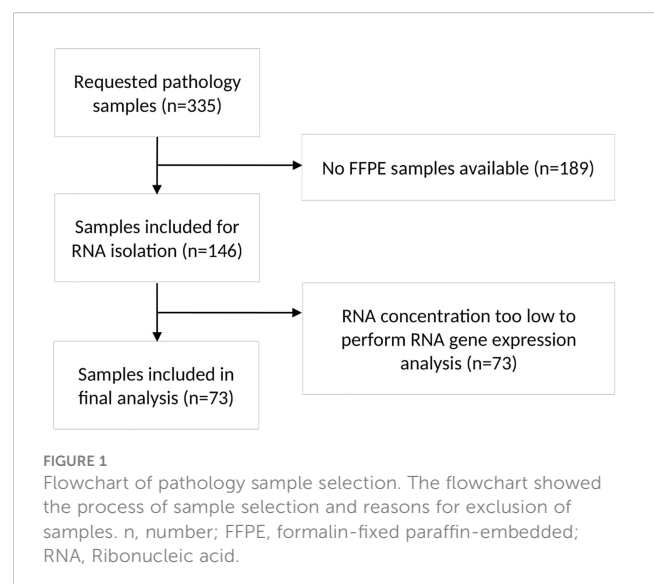 Requested pathology
samples (n=335)
No FFPE samples available (n=189)
Samples included for
RNA isolation (n=146)
RNA concentration too low to
perform RNA gene expression
analysis (n=73)
Samples included in
final analysis (n=73)
FIGURE 1
Flowchart of pathology sample selection. The flowchart showed
the process of sample selection and reasons for exclusion of
samples. n, number; FFPE, formalin-fixed paraffin-embedded;
RNA, Ribonucleic acid.